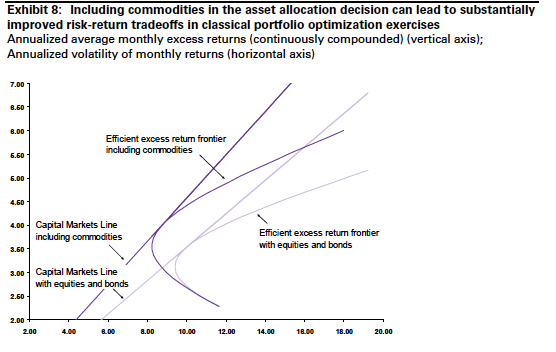 Exhibit 8:  Including commodities in the asset allocation decision can lead to substantially
improved risk-return tradeoffs in classical portfolio optimization exercises
Annualized average monthly excess returns (continuously compounded) (vertical axis);
Annualized volatility of monthly returns (horizontal axis)
7.00
6.50
6.00
5.50
5.00
4.50
4.00
3.50
3.00
2.50
2.00
Efficient excess return frontier
including commodities
Capital Markets Line
including commodities
Efficient excess return frontier
with equities and bonds
Capital Markets Line
with equities and bonds
2.00 4.00 6.00 8.00 10.00 12.00 14.00 16.00 18.00 20.00